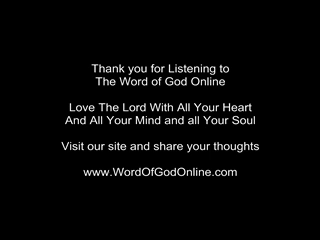 Thank you for Listening to
The Word of God Online
Love The Lord With All Your Heart
And All Your Mind and all Your Soul
Visit our site and share your thoughts
www.WordOfGodOnline.com